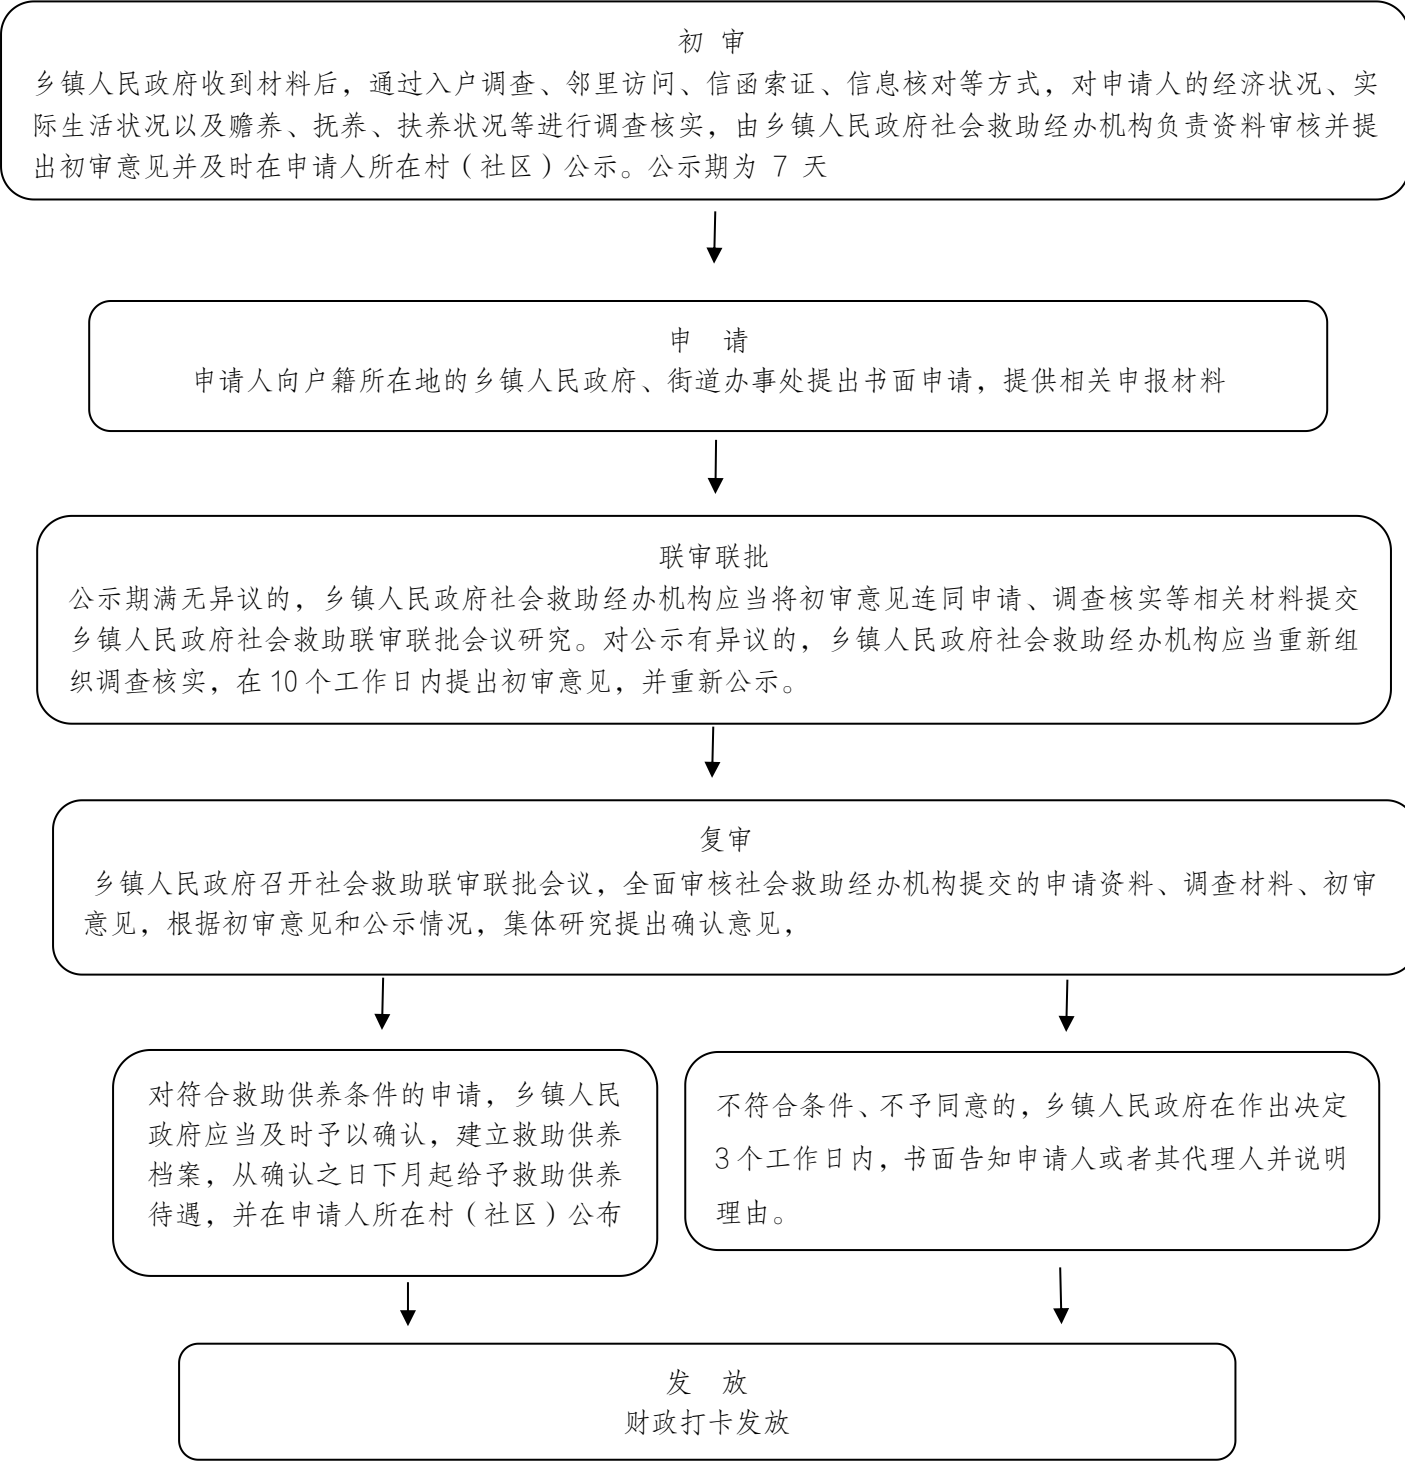 初 审
乡镇人民政府收到材料后，通过入户调查、邻里访问、信函索证、信息核对等方式，对申请人的经济状况、实
际生活状况以及赡养、抚养、扶养状况等进行调查核实，由乡镇人民政府社会救助经办机构负责资料审核并提
出初审意见并及时在申请人所在村（社区）公示。公示期为 7 天
申 请
申请人向户籍所在地的乡镇人民政府、街道办事处提出书面申请，提供相关申报材料
联审联批
公示期满无异议的，乡镇人民政府社会救助经办机构应当将初审意见连同申请、调查核实等相关材料提交
乡镇人民政府社会救助联审联批会议研究。对公示有异议的，乡镇人民政府社会救助经办机构应当重新组
织调查核实，在 10 个工作日内提出初审意见，并重新公示。
复审
乡镇人民政府召开社会救助联审联批会议，全面审核社会救助经办机构提交的申请资料、调查材料、初审
意见，根据初审意见和公示情况，集体研究提出确认意见，
对符合救助供养条件的申请，乡镇人民
政府应当及时予以确认，建立救助供养
档案，从确认之日下月起给予救助供养
待遇，并在申请人所在村（社区）公布
不符合条件、不予同意的，乡镇人民政府在作出决定
3 个工作日内，书面告知申请人或者其代理人并说明
理由。
发 放
财政打卡发放